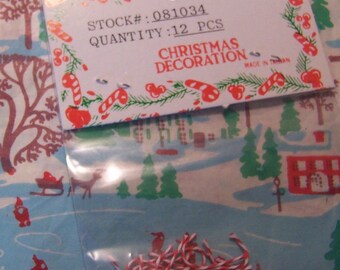 STOCK#: 081034
QUANTITY: 12 PCS
CHRISTMAS
DECORATION
MADE IN TAIWAN